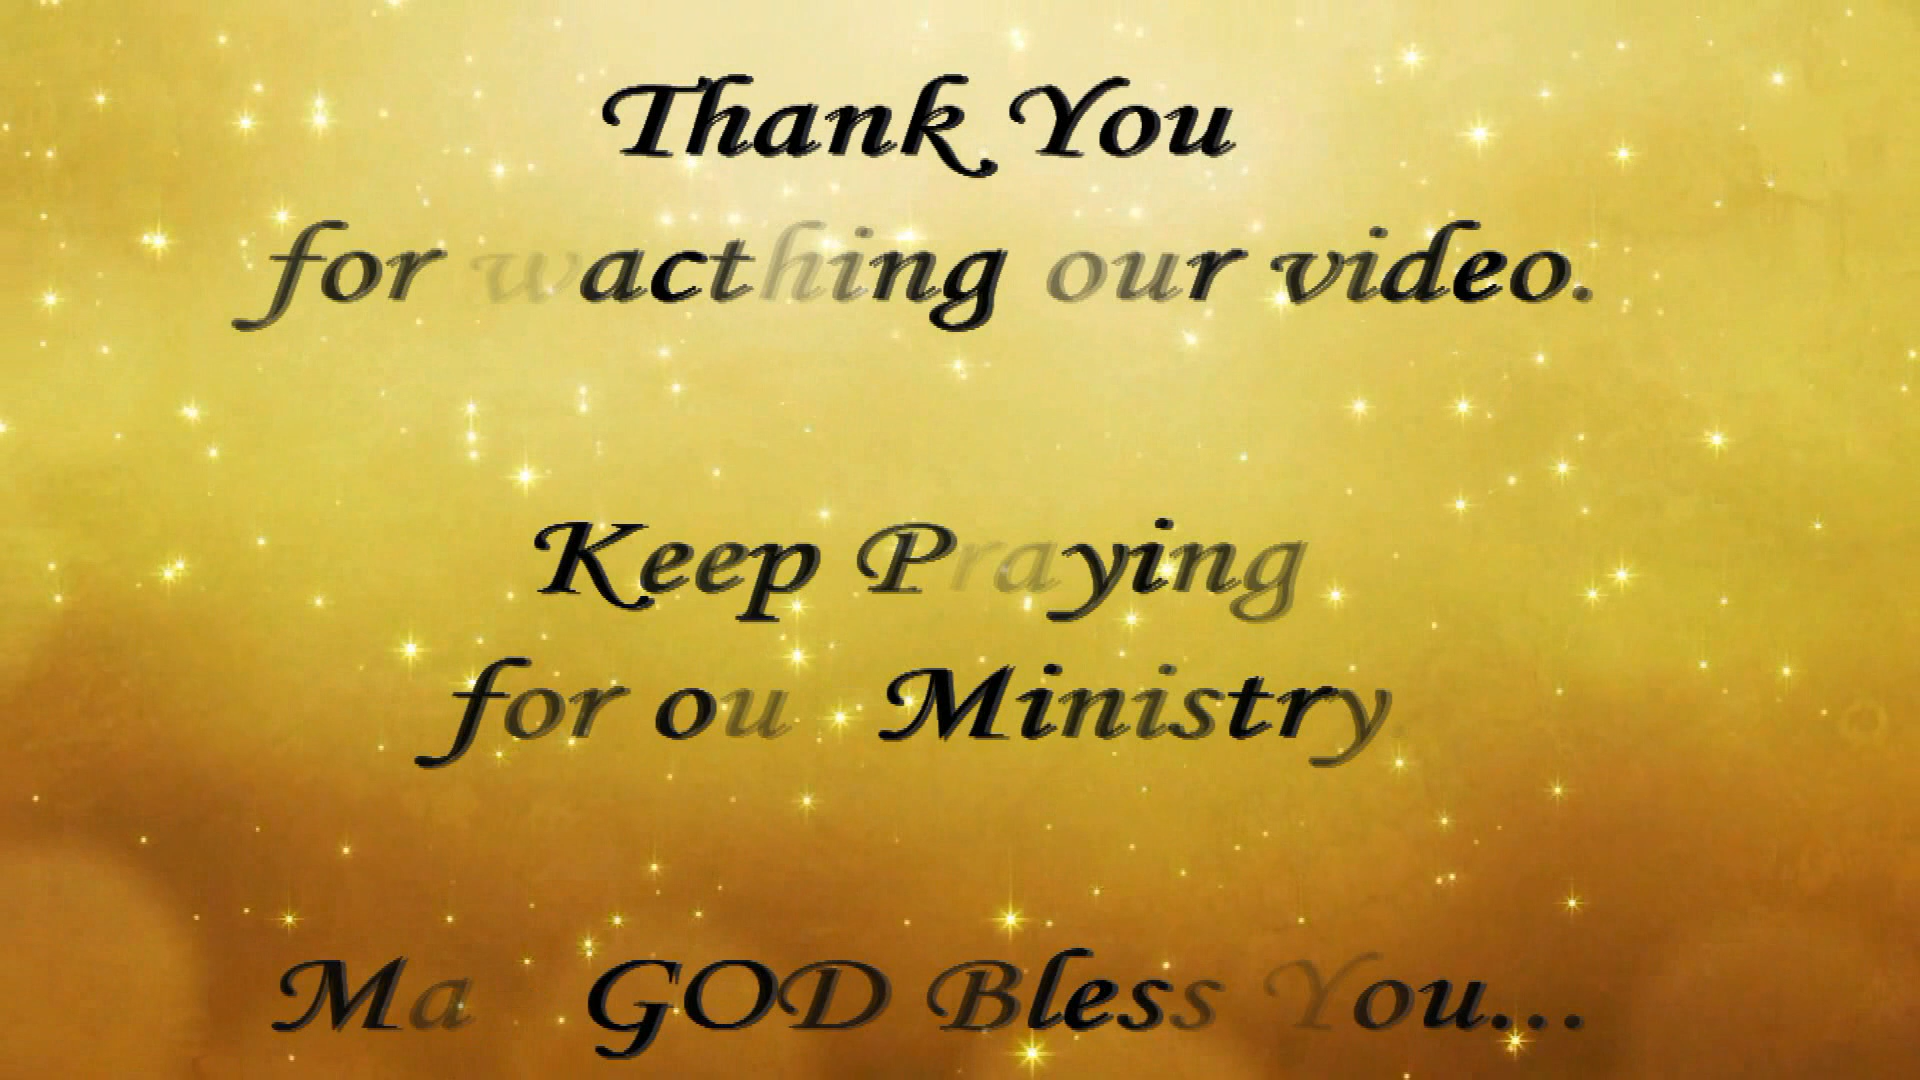 Thank You
for wacthing our video.
Keep Praying
for ou Ministry.
Ma GOD Bless You...